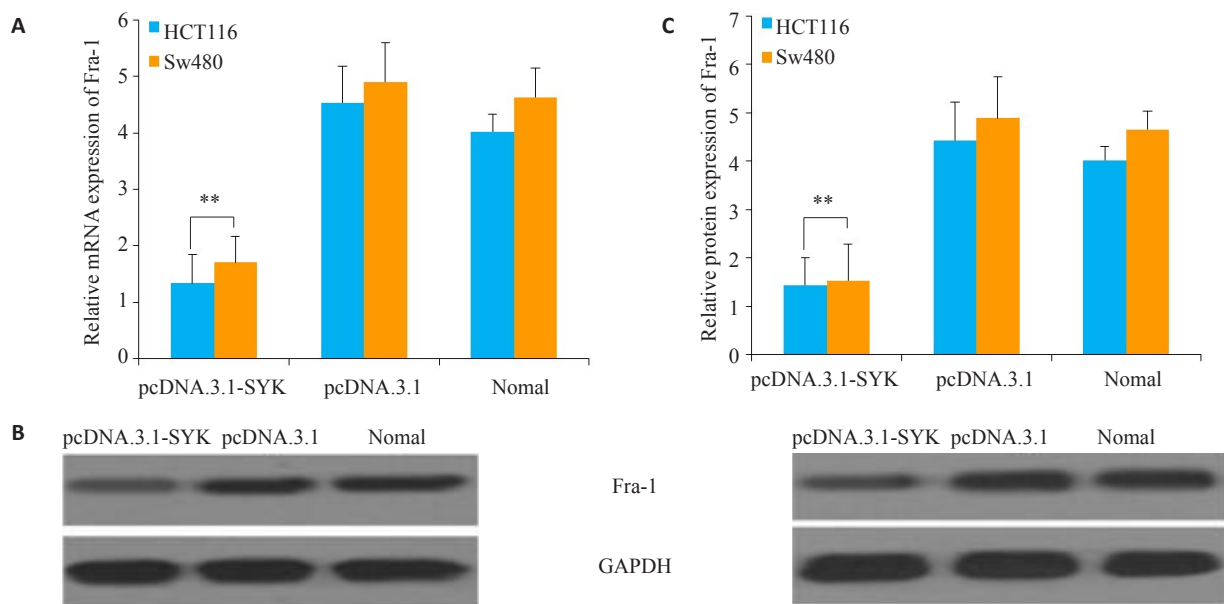 A
Relative mRNA expression of Fra-1
6
5
4
3
2
1
0
HCT116
Sw480
**
pcDNA.3.1-SYK
pcDNA.3.1
Nomal
C
Relative protein expression of Fra-1
7
6
5
4
3
2
1
0
HCT116
Sw480
**
pcDNA.3.1-SYK
pcDNA.3.1
Nomal
B
pcDNA.3.1-SYK pcDNA.3.1 Nomal
pcDNA.3.1-SYK pcDNA.3.1 Nomal
Fra-1
GAPDH